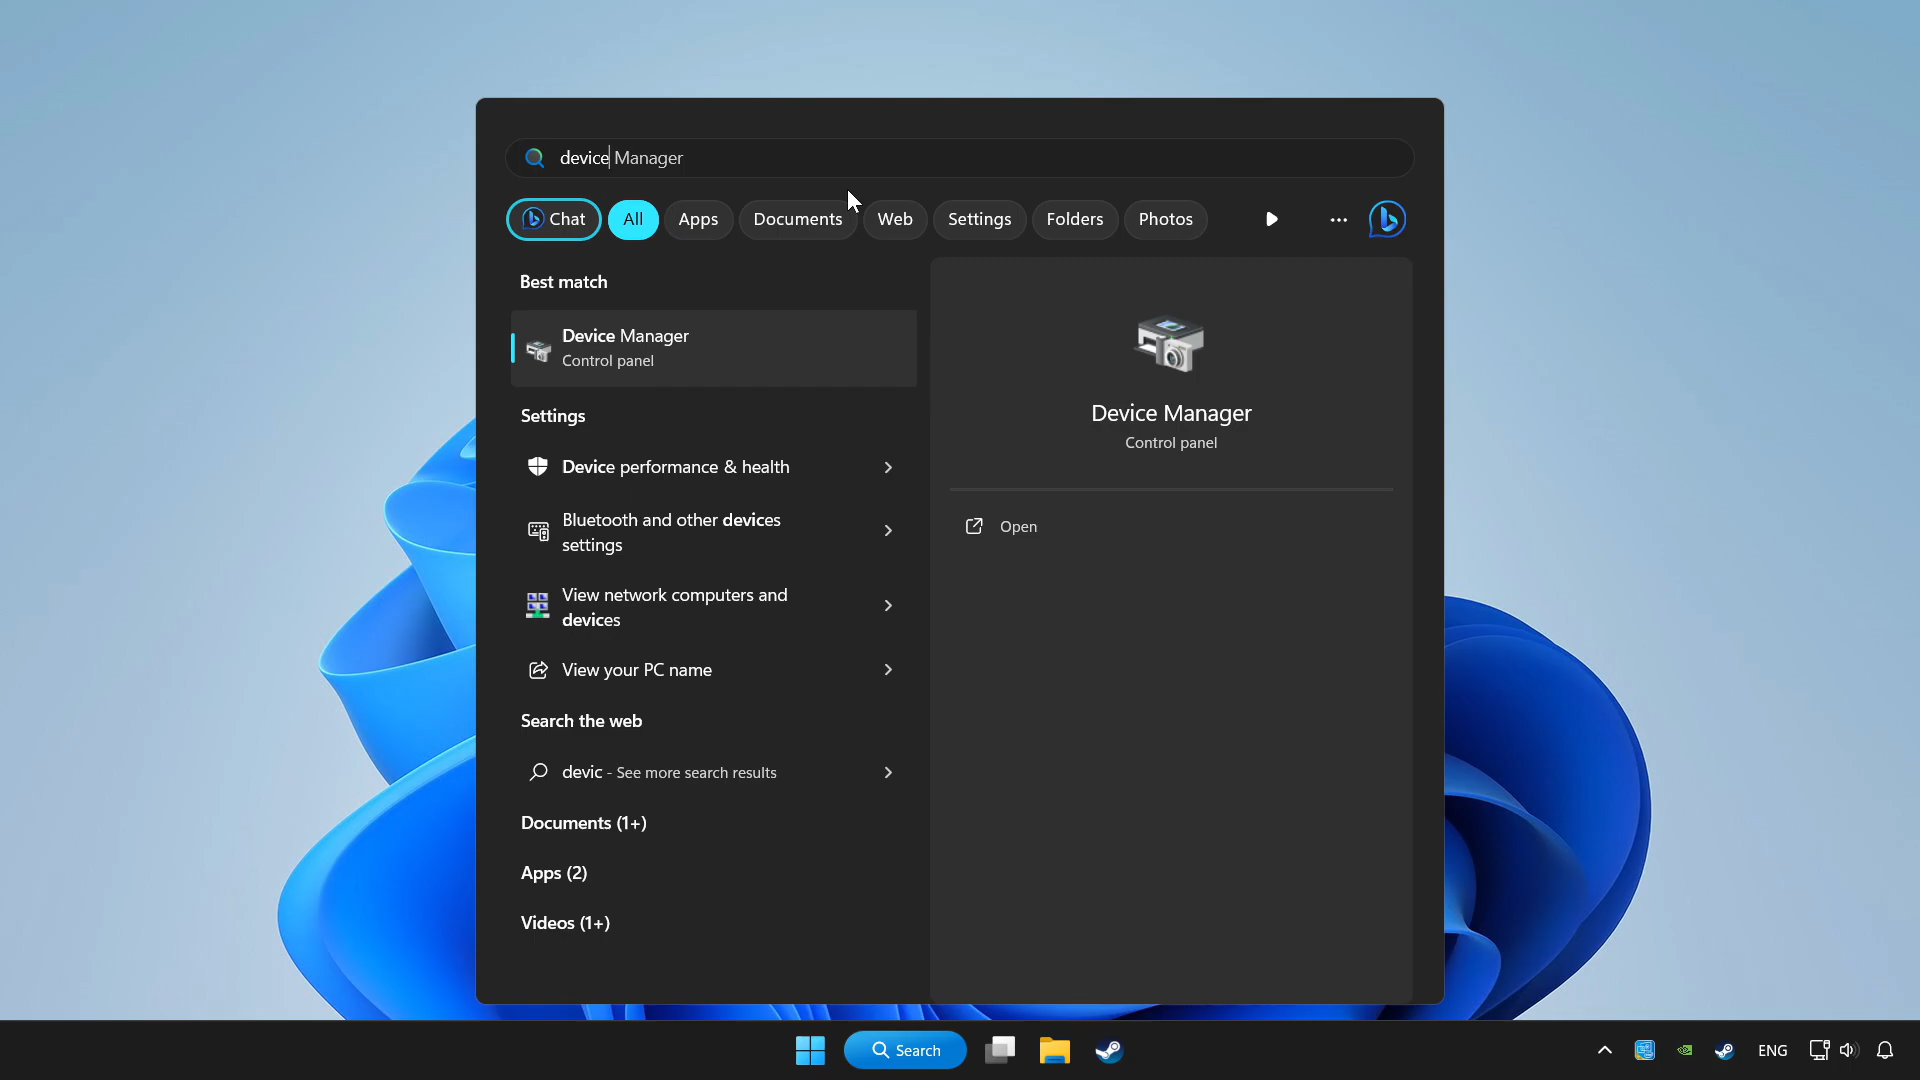 device Manager
Chat
All
Apps
Documents
Web
Settings
Folders
Photos
Best match
Device Manager
Control panel
Settings
Device performance & health
Bluetooth and other devices
settings
View network computers and
devices
View your PC name
Search the web
devic - See more search results
Documents (1+)
Apps (2)
Videos (1+)
Device Manager
Control panel
Open
Search
ENG